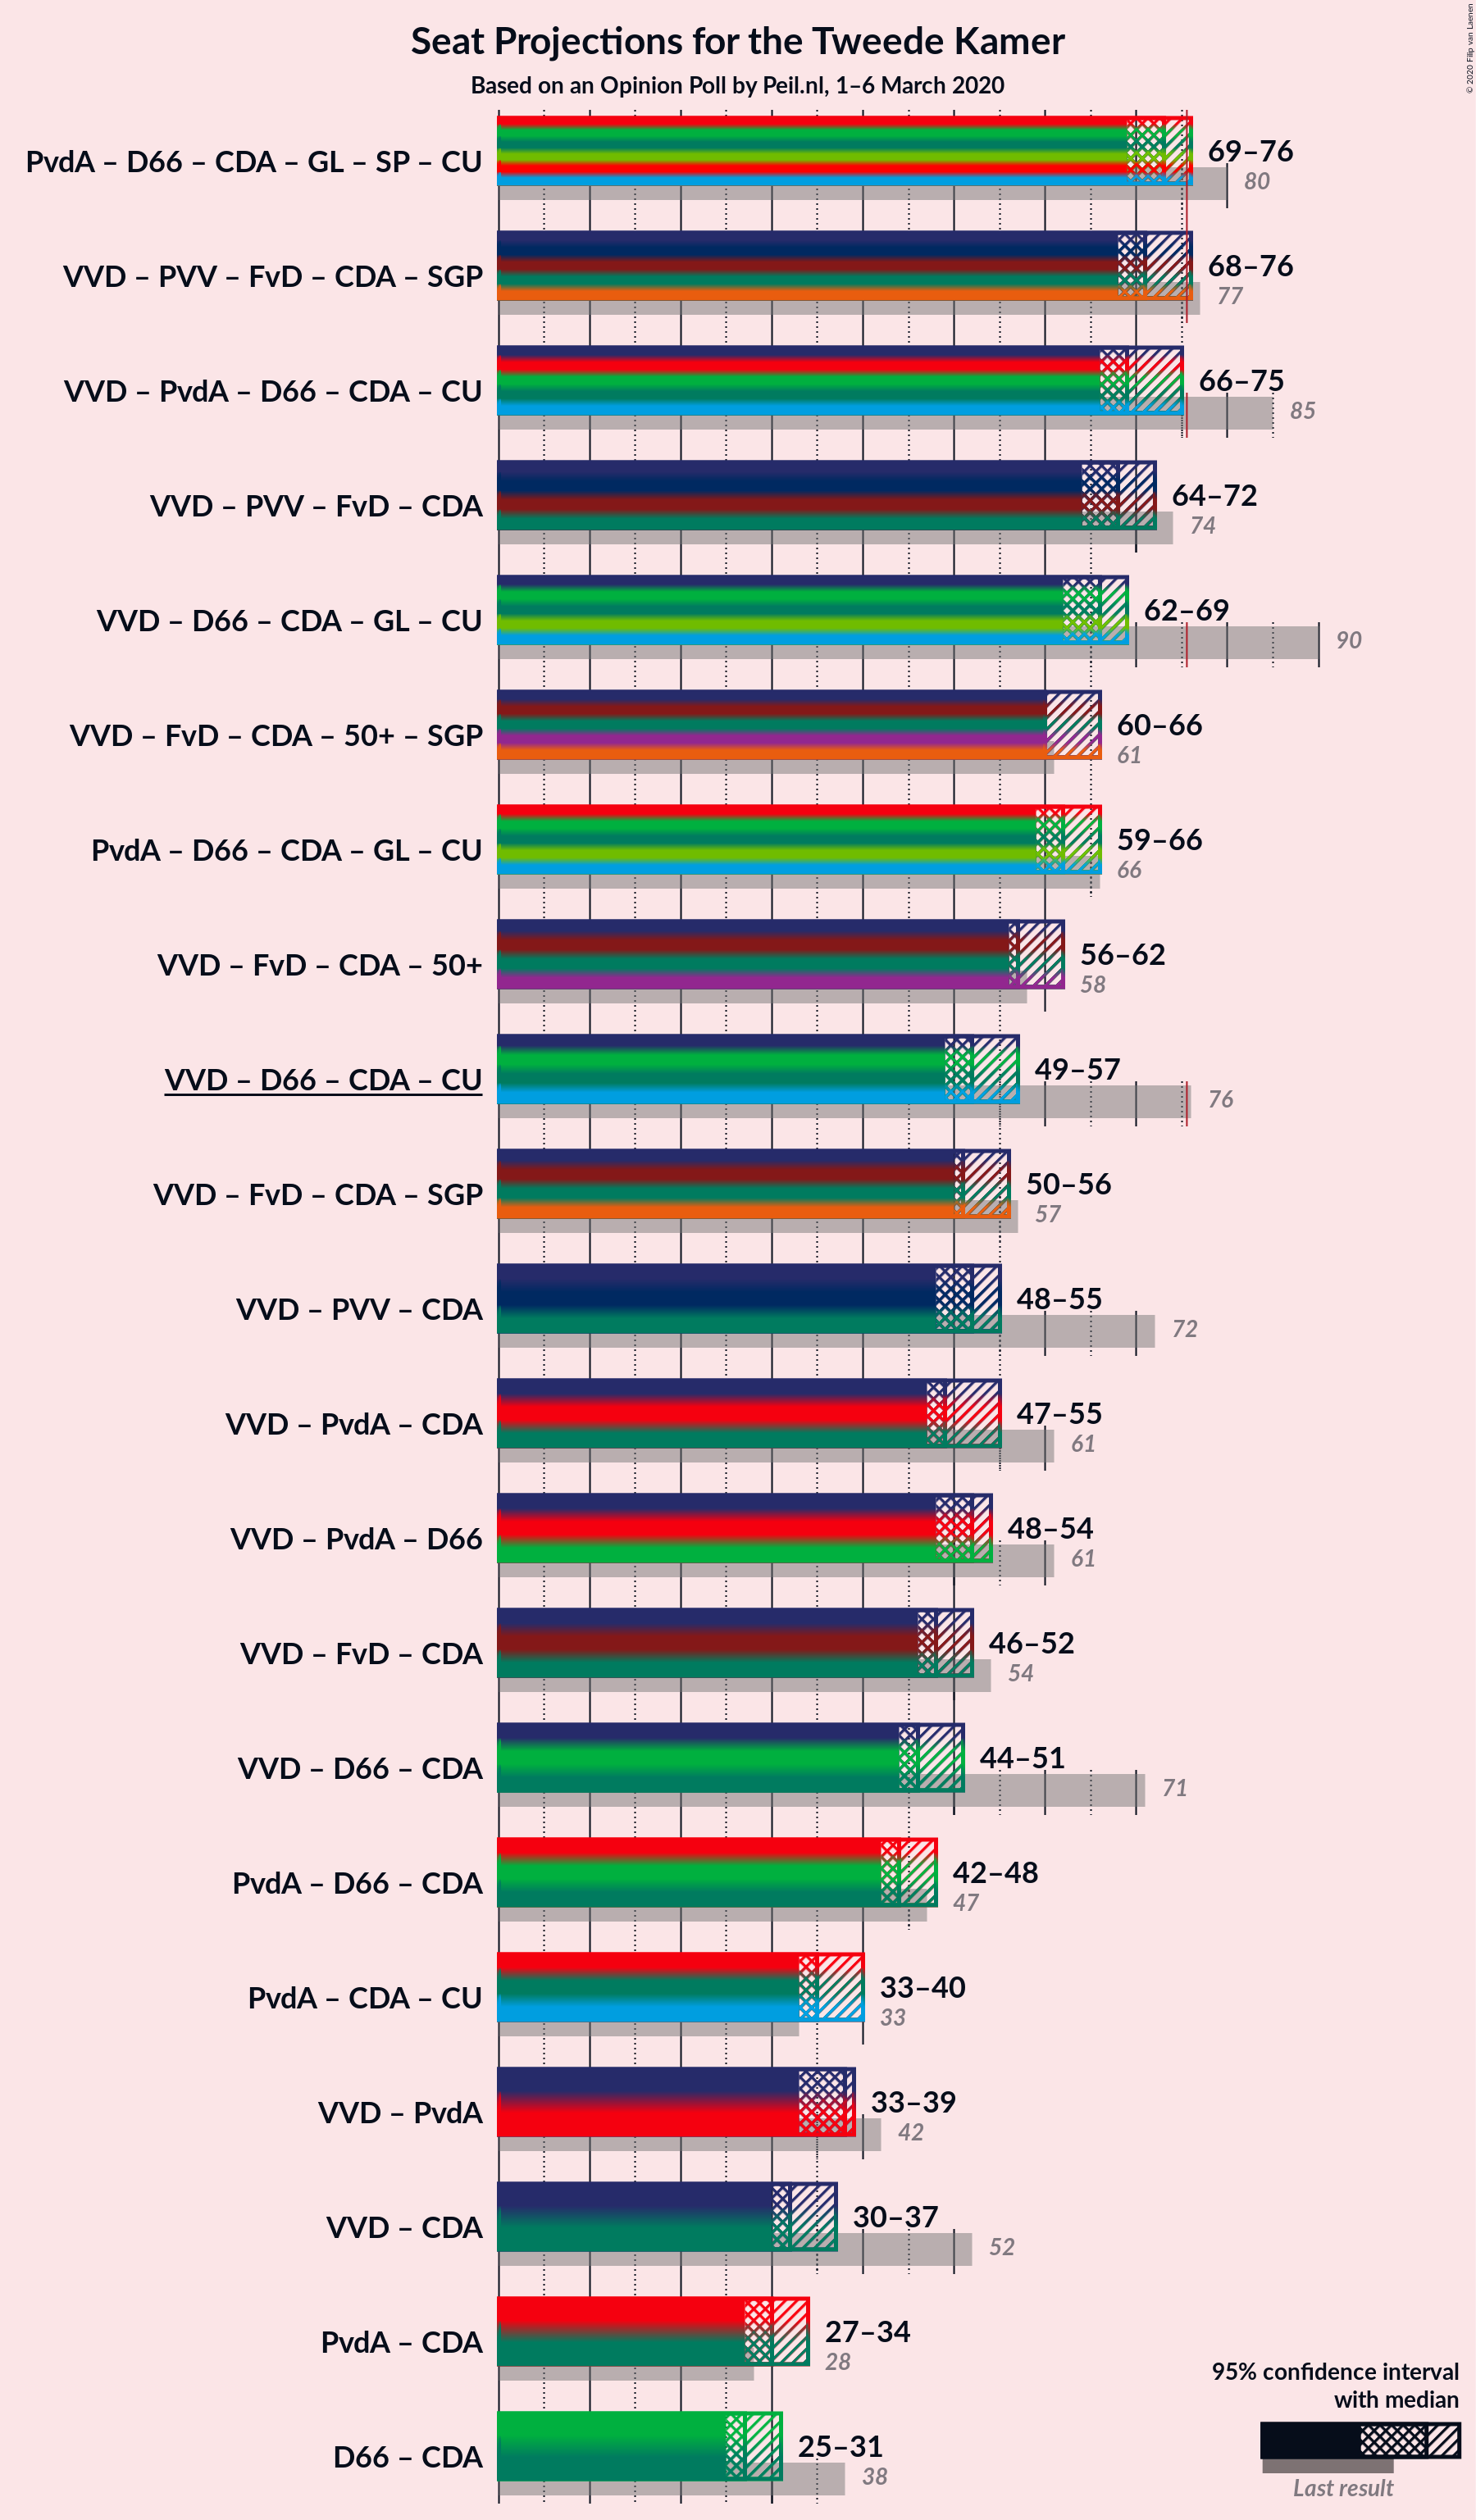 © 2020 Filip van Laenen
Seat Projections for the Tweede Kamer
Based on an Opinion Poll by Peil.nl, 1–6 March 2020
PvdA – D66 – CDA – GL – SP – CU
69–76
80
VVD – PVV – FvD – CDA – SGP
68–76
77
VVD – PvdA – D66 – CDA – CU
66–75
85
VVD – PVV – FvD – CDA
64–72
74
VVD – D66 – CDA – GL – CU
62–69
90
VVD – FvD – CDA – 50+ – SGP
60–66
61
PvdA – D66 – CDA – GL – CU
59–66
66
VVD – FvD – CDA – 50+
56–62
58
VVD – D66 – CDA – CU
49–57
76
VVD – FvD – CDA – SGP
50–56
57
VVD – PVV – CDA
48–55
72
VVD – PvdA – CDA
47–55
61
VVD – PvdA – D66
48–54
61
VVD – FvD – CDA
46–52
54
VVD – D66 – CDA
44–51
71
PvdA – D66 – CDA
42–48
47
PvdA – CDA – CU
33–40
33
VVD – PvdA
33–39
42
VVD – CDA
30–37
52
PvdA – CDA
27–34
28
D66 – CDA
25–31
38
95% confidence interval
with median
Last result